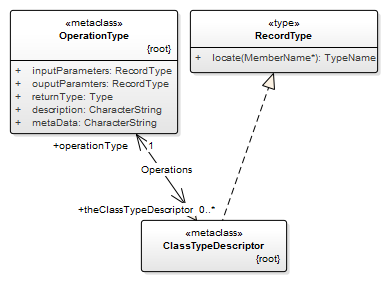 «metaclass»
OperationType
{root}
+ inputParameters: RecordType
+ ouputParamters: RecordType
+ returnType: Type
+ description: CharacterString
+ metaData: CharacterString
«type»
RecordType
+ locate(MemberName*): TypeName
+operationType 1
Operations
+theClassTypeDescriptor 0..*
«metaclass»
ClassTypeDescriptor
{root}